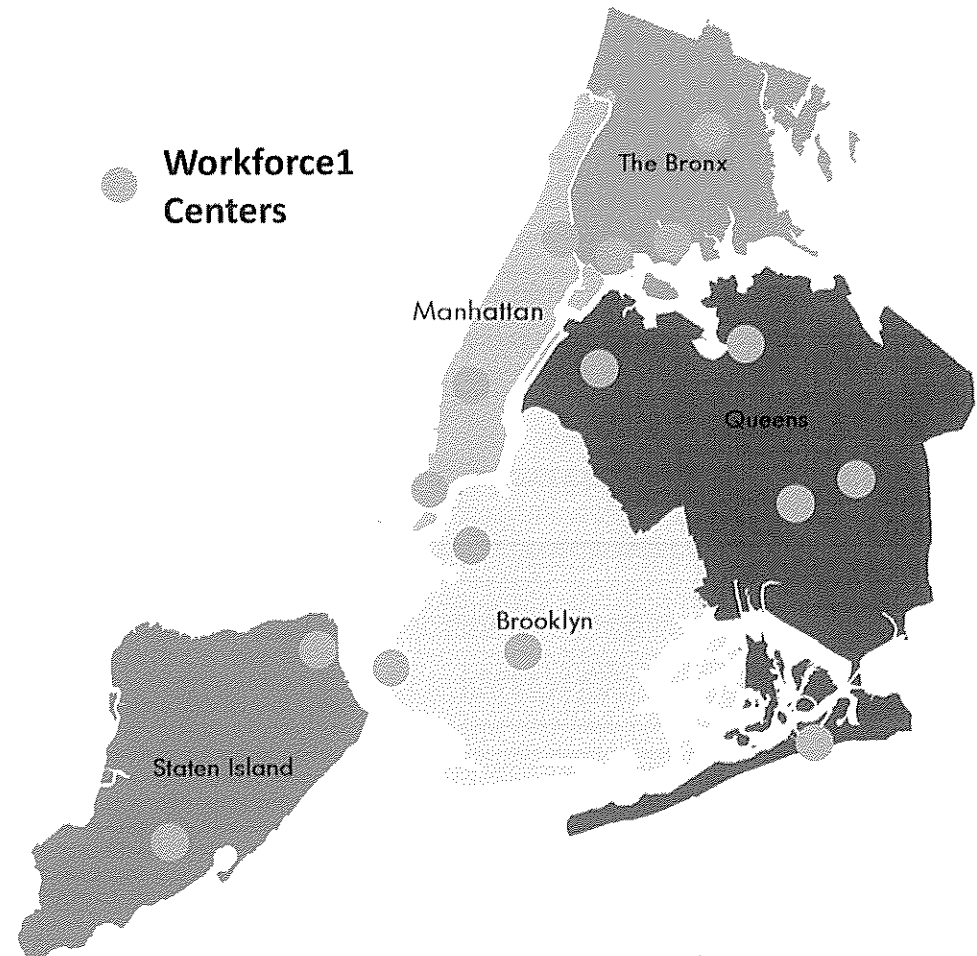 Workforce1
Centers
The Bronx
Manhattan
Queens
Brooklyn
Staten Island